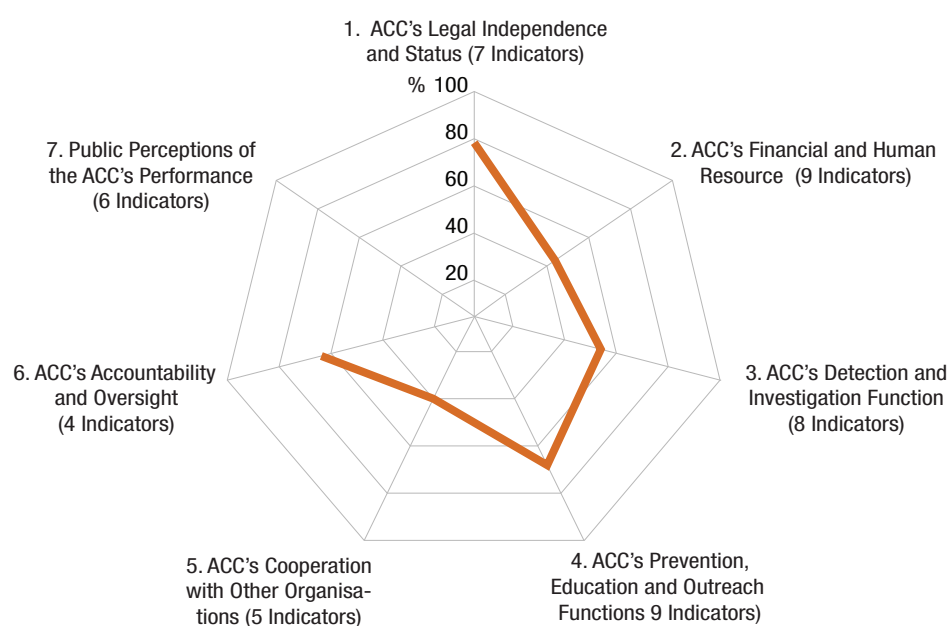 1. ACC's Legal Independence
and Status (7 Indicators)
% 100
80
60
40
20
2. ACC's Financial and Human
Resource (9 Indicators)
3. ACC's Detection and
Investigation Function
(8 Indicators)
4. ACC's Prevention,
Education and Outreach
Functions 9 Indicators)
5. ACC's Cooperation
with Other Organisa-
tions (5 Indicators)
6. ACC's Accountability
and Oversight
(4 Indicators)
7. Public Perceptions of
the ACC's Performance
(6 Indicators)